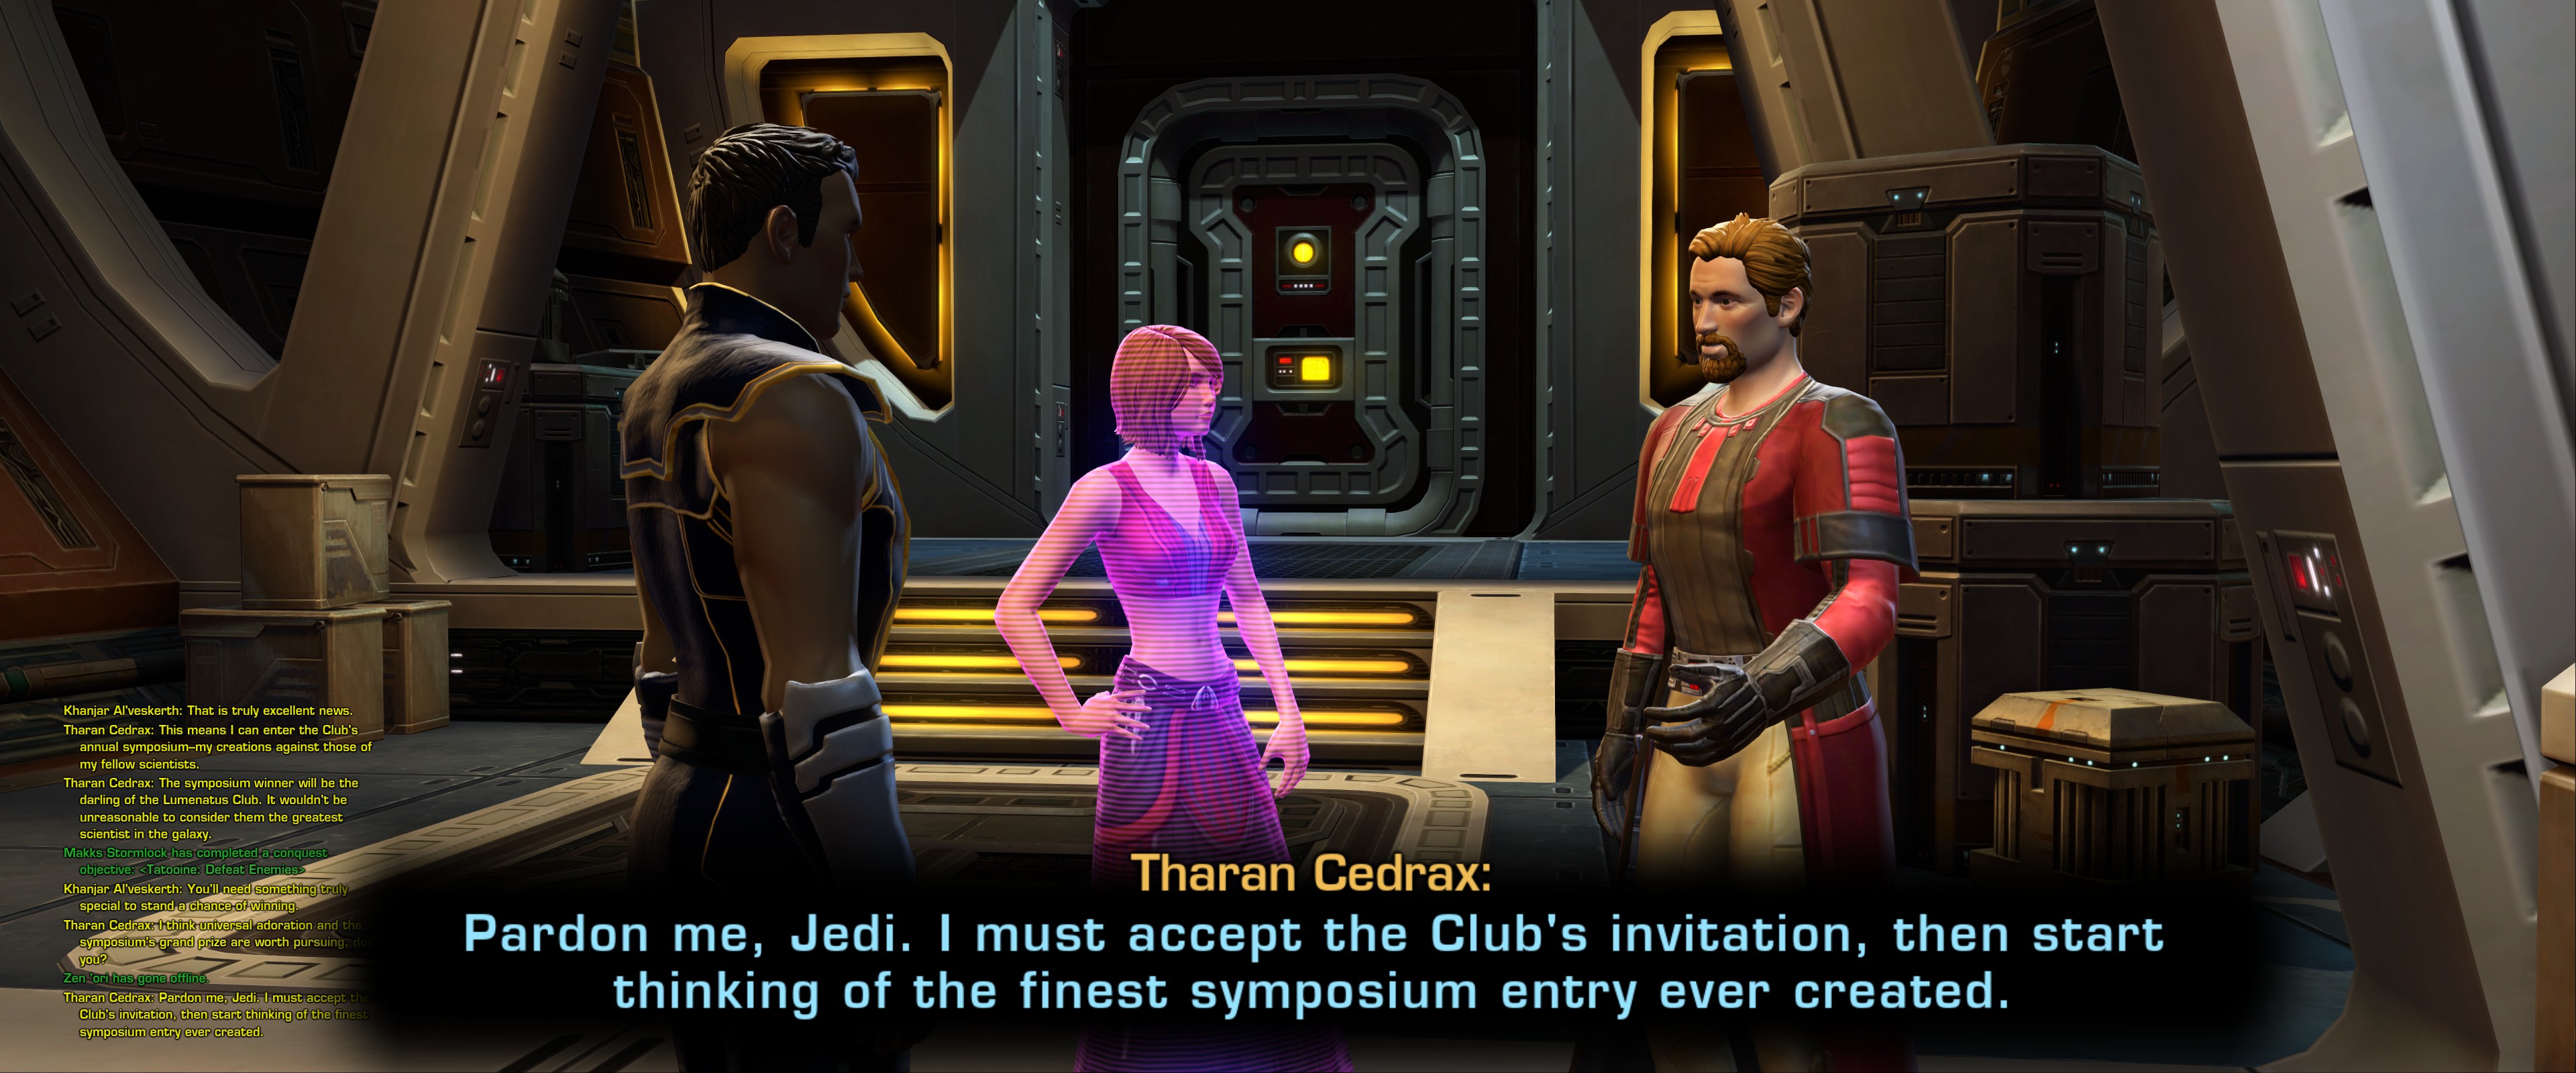 Khanjar Al'veskerth: That is truly excellent news.
Tharan Cedrax: This means I can enter the Club's
annual symposium–my creations against those of
my fellow scientists.
Tharan Cedrax: The symposium winner will be the
darling of the Lumenatus Club. It wouldn't be
unreasonable to consider them the greatest
scientist in the galaxy.
Makks Stormlock has completed a conquest
objective: <Tatooine: Defeat Enemies>
Khanjar Al'veskerth: You'll need something truly
special to stand a chance of winning.
Tharan Cedrax: I think universal adoration and the
symposium's grand prize are worth pursuing, don't
you?
Zen 'ori has gone offline.
Tharan Cedrax: Pardon me, Jedi. I must accept the
Club's invitation, then start thinking of the finest
symposium entry ever created.
Tharan Cedrax:
Pardon me, Jedi. I must accept the Club's invitation, then start
thinking of the finest symposium entry ever created.